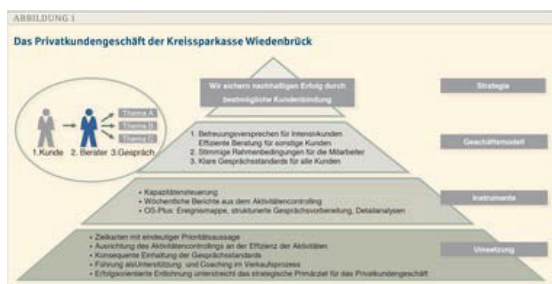 ABBILDUNG 1
Das Privatkundengeschäft der Kreissparkasse Wiedenbrück
Wir sichern nachhaltigen Erfolg durch
bestmögliche Kundenbindung
Strategie
Thema A
Thema B
Thema C
1.Kunde 2. Berater 3.Gespräch
1. Betreuungsversprechen für Intensivkunden
Effiziente Beratung für sonstige Kunden
2. Stimmige Rahmenbedingungen für die Mitarbeiter
3. Klare Gesprächsstandards für alle Kunden
Geschäftsmodell
• Kapazitätensteuerung
• Wöchentliche Berichte aus dem Aktivitätencontrolling
• OS-Plus: Ereignismappe, strukturierte Gesprächsvorbereitung, Detailanalysen
Instrumente
• Zielkarten mit eindeutiger Prioritätsaussage
• Ausrichtung des Aktivitätencontrollings an der Effizienz der Aktivitäten
• Konsequente Einhaltung der Gesprächsstandards
• Führung alsUnterstützung und Coaching im Verkaufsprozess
• Erfolgsorientierte Entlohnung unterstreicht das strategische Primärziel für das Privatkundengeschäft
Umsetzung